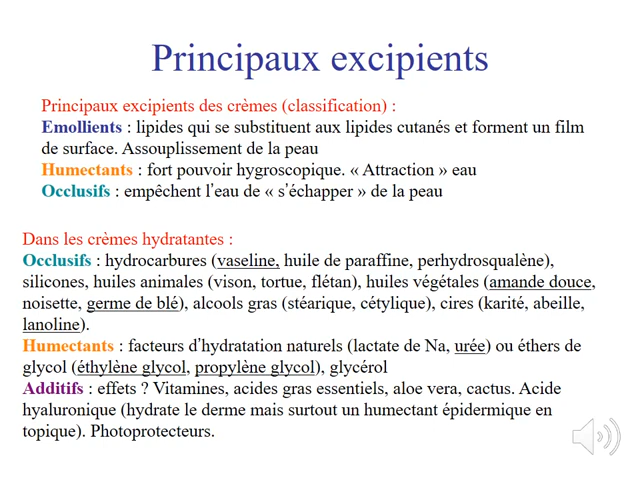 Principaux excipients
Principaux excipients des crèmes (classification) :
Emollients : lipides qui se substituent aux lipides cutanés et forment un film
de surface. Assouplissement de la peau
Humectants : fort pouvoir hygroscopique. « Attraction » eau
Occlusifs : empêchent l'eau de « s'échapper » de la peau
Dans les crèmes hydratantes :
Occlusifs : hydrocarbures (vaseline, huile de paraffine, perhydrosqualène),
silicones, huiles animales (vison, tortue, flétan), huiles végétales (amande douce,
noisette, germe de blé), alcools gras (stéarique, cétylique), cires (karité, abeille,
lanoline).
Humectants : facteurs d'hydratation naturels (lactate de Na, urée) ou éthers de
glycol (éthylène glycol, propylène glycol), glycérol
Additifs : effets ? Vitamines, acides gras essentiels, aloe vera, cactus. Acide
hyaluronique (hydrate le derme mais surtout un humectant épidermique en
topique). Photoprotecteurs.